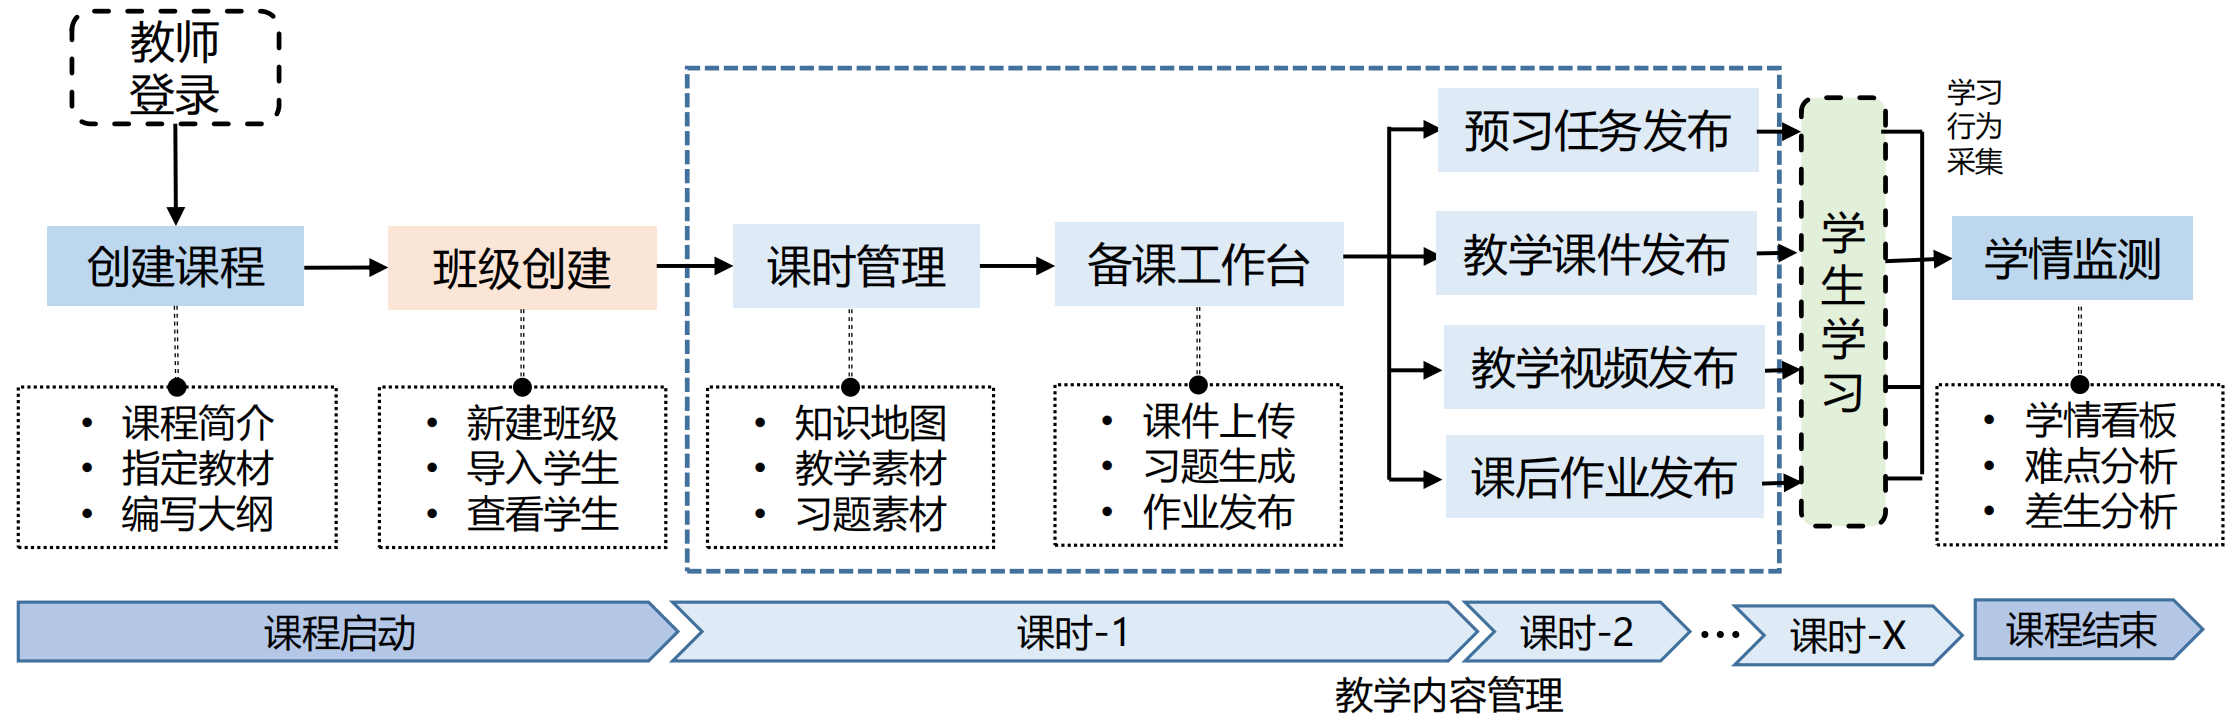 教师
登录
创建课程
班级创建
课时管理
备课工作台
预习任务发布
教学课件发布
教学视频发布
课后作业发布
学
生
学
习
学习
行为
采集
学情监测
• 课程简介
• 指定教材
• 编写大纲
• 新建班级
• 导入学生
• 查看学生
• 知识地图
• 教学素材
• 习题素材
• 课件上传
• 习题生成
• 作业发布
• 学情看板
• 难点分析
• 差生分析
课程启动
课时-1
课时-2
…
课时-X
课程结束
教学内容管理